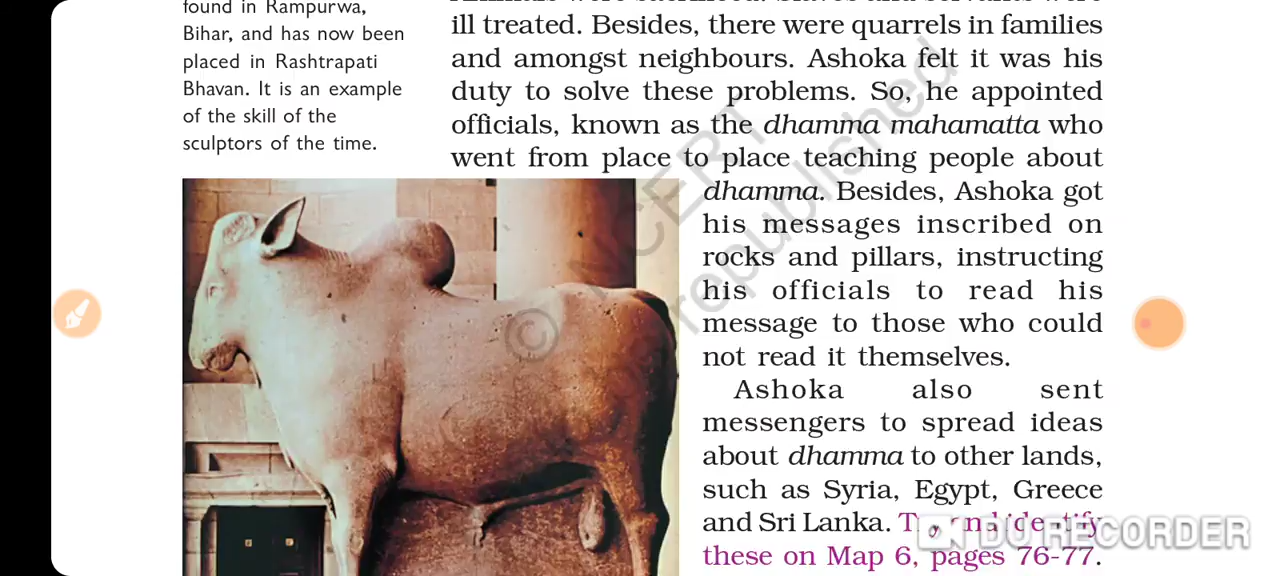 found in Rampurwa,
Bihar, and has now been
placed in Rashtrapati
Bhavan. It is an example
of the skill of the
sculptors of the time.
ill treated. Besides, there were quarrels in families
and amongst neighbours. Ashoka felt it was his
duty to solve these problems. So, he appointed
officials, known as the dhamma mahamatta who
went from place to place teaching people about
dhamma. Besides, Ashoka got
his messages inscribed on
rocks and pillars, instructing
his officials to read his
message to those who could
not read it themselves.
Ashoka also sent
messengers to spread ideas
about dhamma to other lands,
such as Syria, Egypt, Greece
and Sri Lanka. Try and identify
these on Map 6, pages 76-77.
© NCERT
republished
DU RECORDER